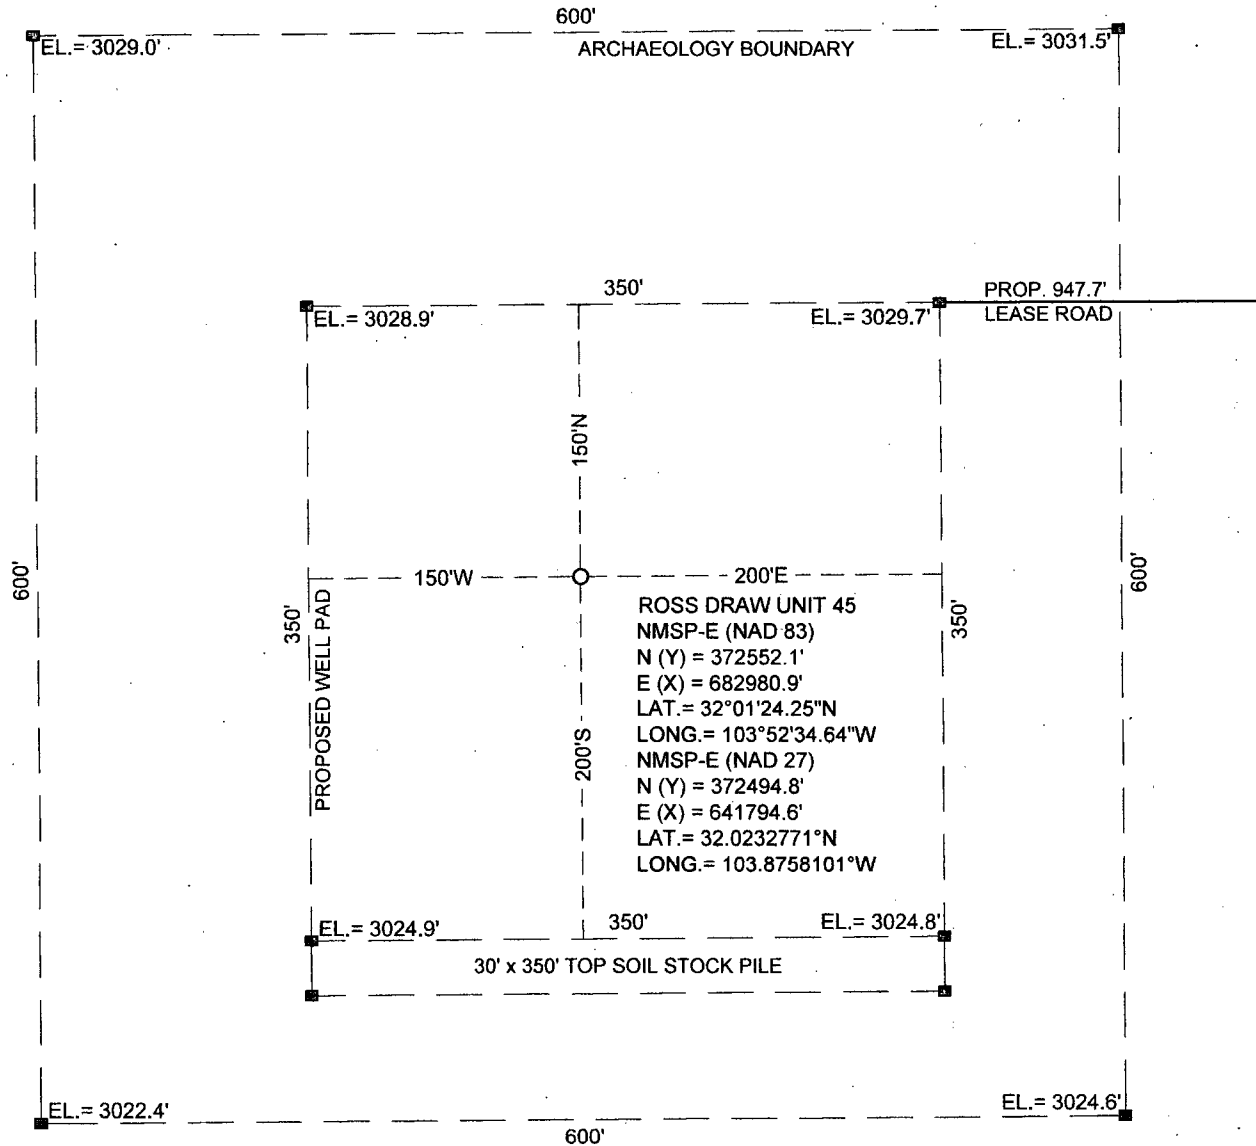 600'
EL.= 3029.0'
ARCHAEOLOGY BOUNDARY
EL.= 3031.5'
350'
PROP. 947.7'
LEASE ROAD
EL.= 3028.9'
EL.= 3029.7'
150'N
150'W
200'E
600'
350'
PROPOSED WELL PAD
ROSS DRAW UNIT 45
NMSP-E (NAD 83)
N (Y) = 372552.1'
E (X) = 682980.9'
LAT.= 32°01'24.25"N
LONG.= 103°52'34.64"W
NMSP-E (NAD 27)
N (Y) = 372494.8'
E (X) = 641794.6'
LAT.= 32.0232771°N
LONG.= 103.8758101°W
350'
600'
200'S
EL.= 3024.9'
350'
EL.= 3024.8'
30' x 350' TOP SOIL STOCK PILE
EL.= 3022.4'
EL.= 3024.6'
600'